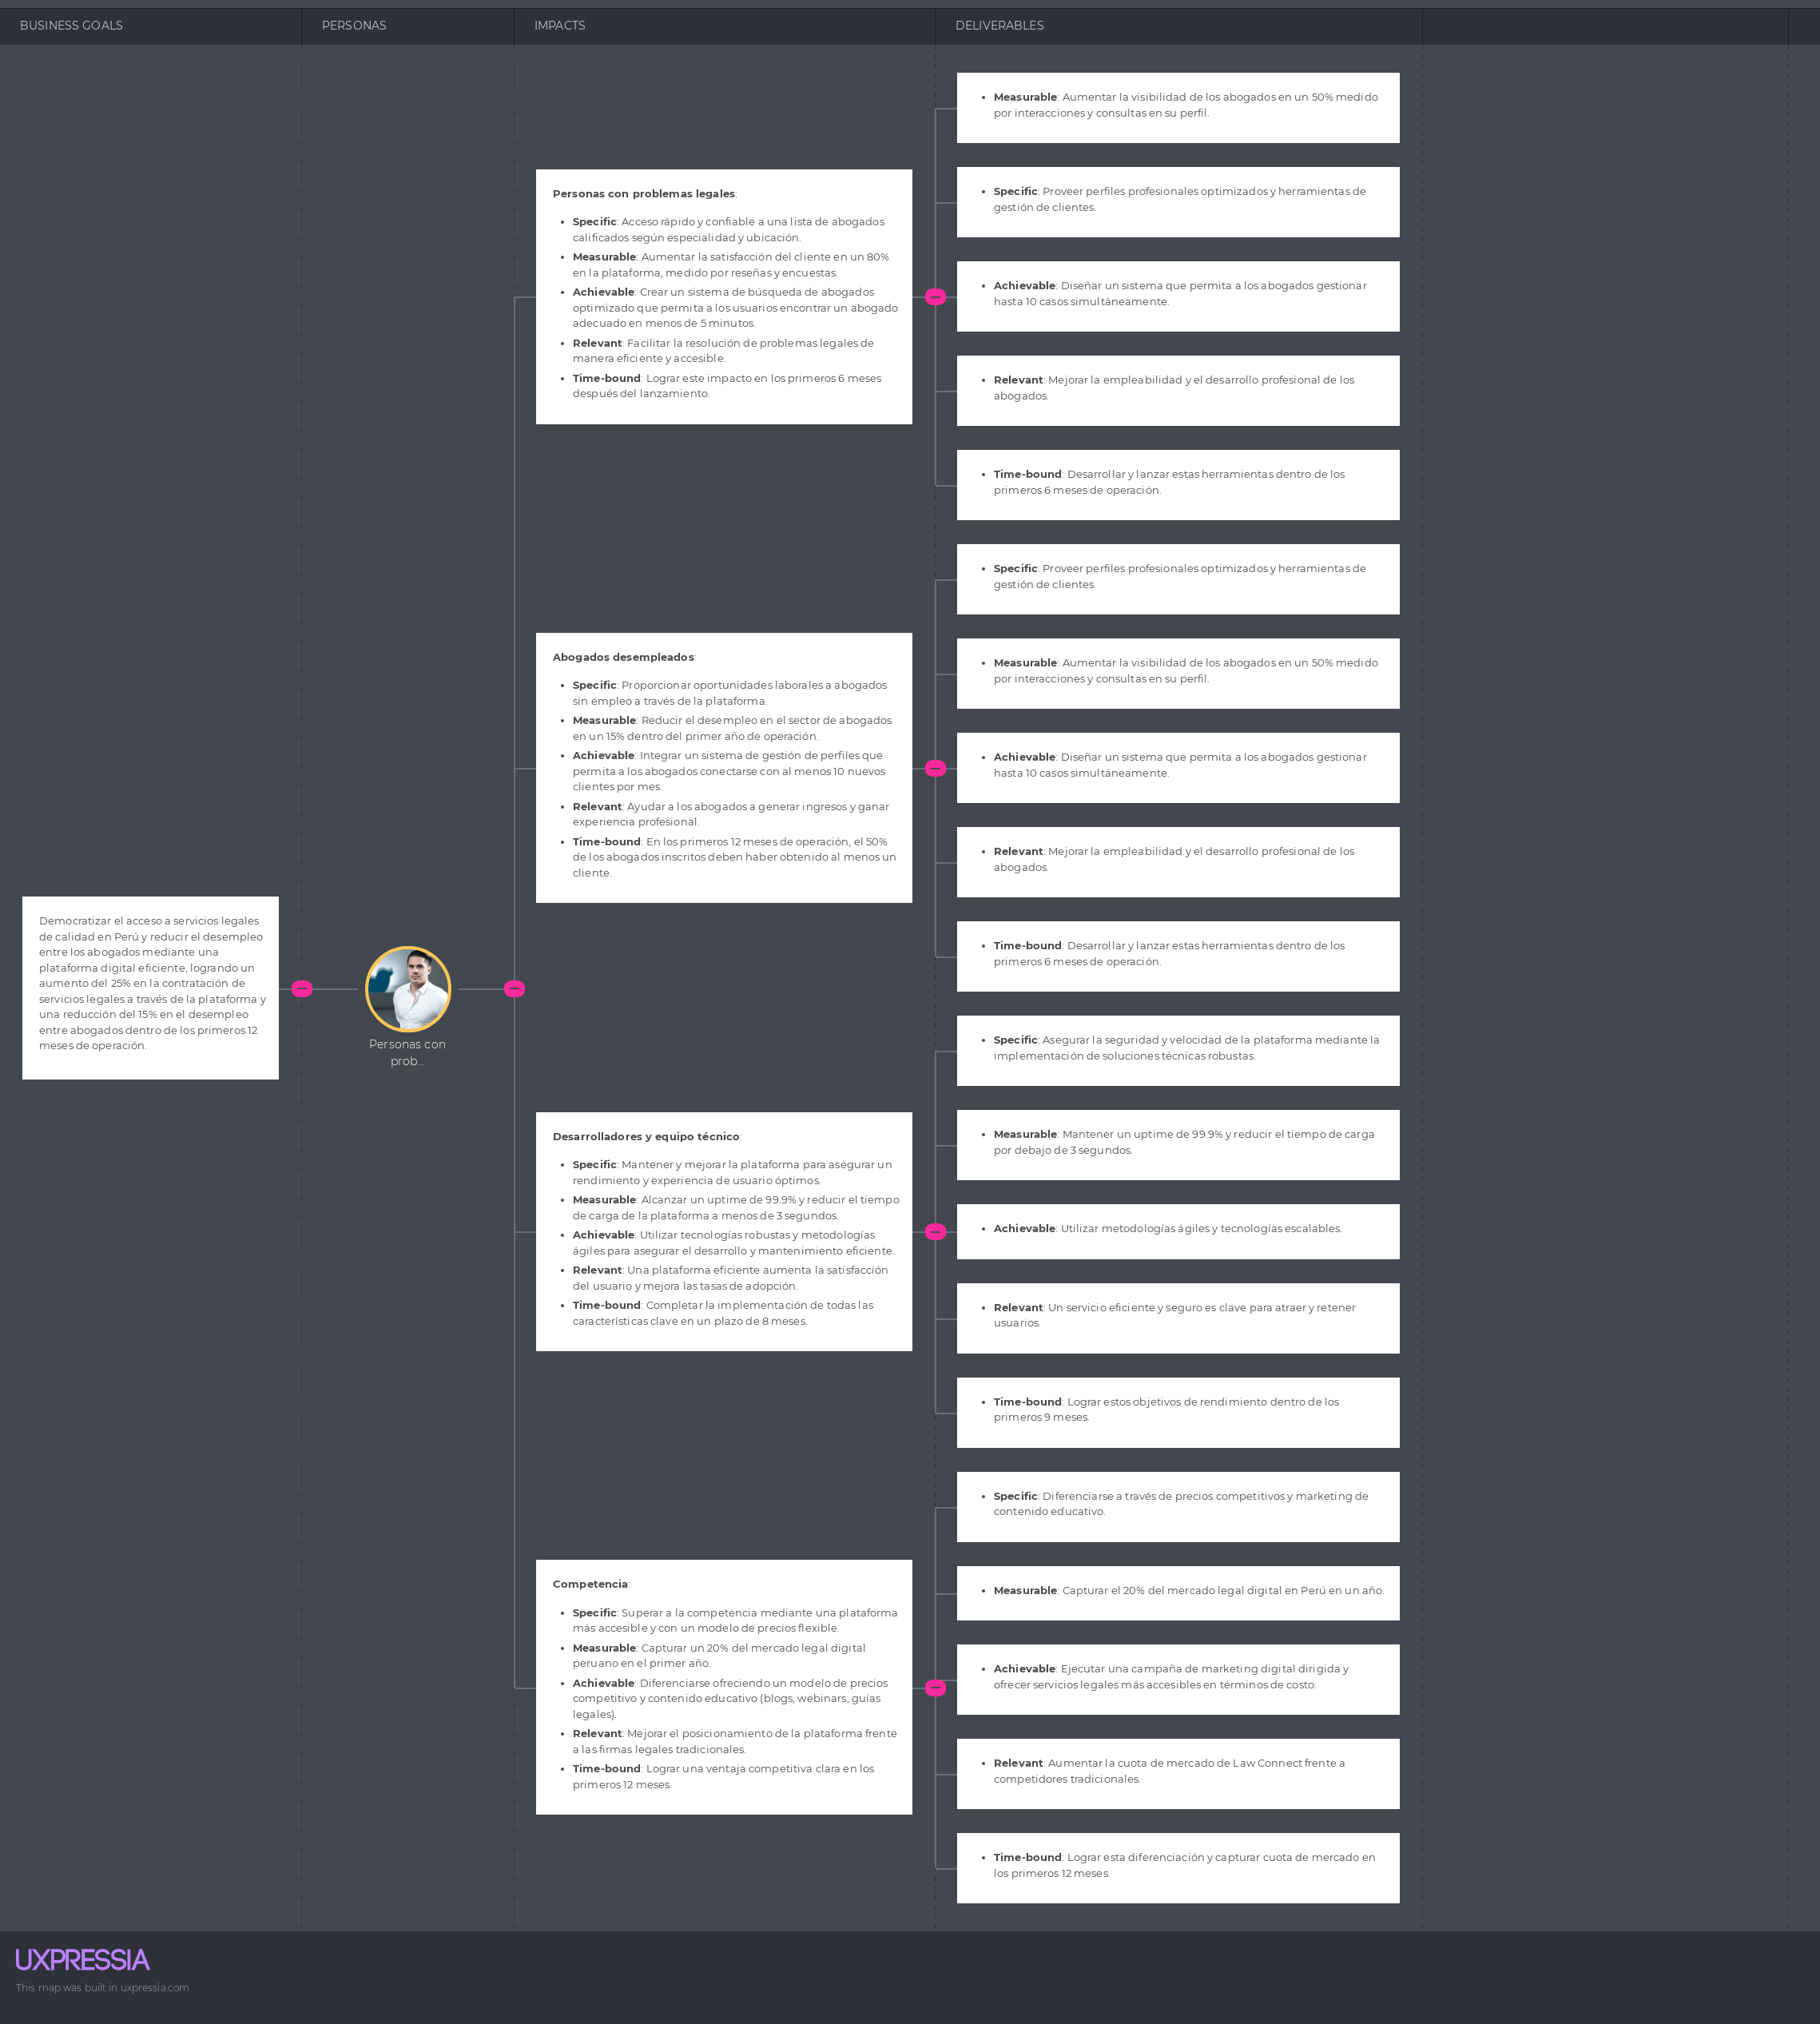 BUSINESS GOALS
PERSONAS
IMPACTS
DELIVERABLES
Democratizar el acceso a servicios legales
de calidad en Perú y reducir el desempleo
entre los abogados mediante una
plataforma digital eficiente, logrando un
aumento del 25% en la contratación de
servicios legales a través de la plataforma y
una reducción del 15% en el desempleo
entre abogados dentro de los primeros 12
meses de operación.
Personas con
prob...
Personas con problemas legales:
• Specific: Acceso rápido y confiable a una lista de abogados
calificados según especialidad y ubicación.
• Measurable: Aumentar la satisfacción del cliente en un 80%
en la plataforma, medido por reseñas y encuestas.
• Achievable: Crear un sistema de búsqueda de abogados
optimizado que permita a los usuarios encontrar un abogado
adecuado en menos de 5 minutos.
• Relevant: Facilitar la resolución de problemas legales de
manera eficiente y accesible.
• Time-bound: Lograr este impacto en los primeros 6 meses
después del lanzamiento.
• Measurable: Aumentar la visibilidad de los abogados en un 50% medido
por interacciones y consultas en su perfil.
• Specific: Proveer perfiles profesionales optimizados y herramientas de
gestión de clientes.
• Achievable: Diseñar un sistema que permita a los abogados gestionar
hasta 10 casos simultáneamente.
• Relevant: Mejorar la empleabilidad y el desarrollo profesional de los
abogados.
• Time-bound: Desarrollar y lanzar estas herramientas dentro de los
primeros 6 meses de operación.
Abogados desempleados:
• Specific: Proporcionar oportunidades laborales a abogados
sin empleo a través de la plataforma.
• Measurable: Reducir el desempleo en el sector de abogados
en un 15% dentro del primer año de operación.
• Achievable: Integrar un sistema de gestión de perfiles que
permita a los abogados conectarse con al menos 10 nuevos
clientes por mes.
• Relevant: Ayudar a los abogados a generar ingresos y ganar
experiencia profesional.
• Time-bound: En los primeros 12 meses de operación, el 50%
de los abogados inscritos deben haber obtenido al menos un
cliente.
• Specific: Proveer perfiles profesionales optimizados y herramientas de
gestión de clientes.
• Measurable: Aumentar la visibilidad de los abogados en un 50% medido
por interacciones y consultas en su perfil.
• Achievable: Diseñar un sistema que permita a los abogados gestionar
hasta 10 casos simultáneamente.
• Relevant: Mejorar la empleabilidad y el desarrollo profesional de los
abogados.
• Time-bound: Desarrollar y lanzar estas herramientas dentro de los
primeros 6 meses de operación.
Desarrolladores y equipo técnico:
• Specific: Mantener y mejorar la plataforma para asegurar un
rendimiento y experiencia de usuario óptimos.
• Measurable: Alcanzar un uptime de 99.9% y reducir el tiempo
de carga de la plataforma a menos de 3 segundos.
• Achievable: Utilizar tecnologías robustas y metodologías
ágiles para asegurar el desarrollo y mantenimiento eficiente.
• Relevant: Una plataforma eficiente aumenta la satisfacción
del usuario y mejora las tasas de adopción.
• Time-bound: Completar la implementación de todas las
características clave en un plazo de 8 meses.
• Specific: Asegurar la seguridad y velocidad de la plataforma mediante la
implementación de soluciones técnicas robustas.
• Measurable: Mantener un uptime de 99.9% y reducir el tiempo de carga
por debajo de 3 segundos.
• Achievable: Utilizar metodologías ágiles y tecnologías escalables.
• Relevant: Un servicio eficiente y seguro es clave para atraer y retener
usuarios.
• Time-bound: Lograr estos objetivos de rendimiento dentro de los
primeros 9 meses.
Competencia:
• Specific: Superar a la competencia mediante una plataforma
más accesible y con un modelo de precios flexible.
• Measurable: Capturar un 20% del mercado legal digital
peruano en el primer año.
• Achievable: Diferenciarse ofreciendo un modelo de precios
competitivo y contenido educativo (blogs, webinars, guías
legales).
• Relevant: Mejorar el posicionamiento de la plataforma frente
a las firmas legales tradicionales.
• Time-bound: Lograr una ventaja competitiva clara en los
primeros 12 meses.
• Specific: Diferenciarse a través de precios competitivos y marketing de
contenido educativo.
• Measurable: Capturar el 20% del mercado legal digital en Perú en un año.
• Achievable: Ejecutar una campaña de marketing digital dirigida y
ofrecer servicios legales más accesibles en términos de costo.
• Relevant: Aumentar la cuota de mercado de Law Connect frente a
competidores tradicionales.
• Time-bound: Lograr esta diferenciación y capturar cuota de mercado en
los primeros 12 meses.
UXPRESSIA
This map was built in uxpressia.com